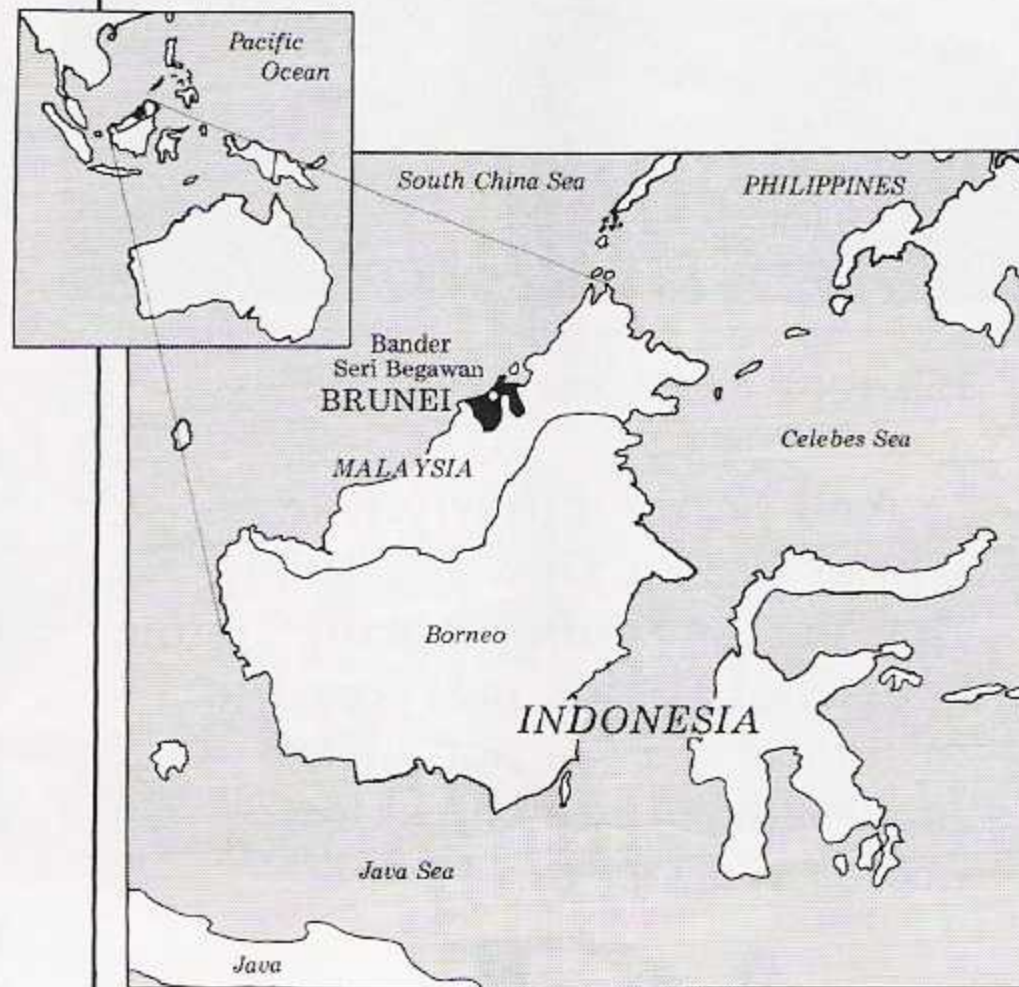 Pacific
Ocean
South China Sea
PHILIPPINES
Bander
Seri Begawan
BRUNEI
MALAYSIA
Celebes Sea
Borneo
INDONESIA
Java Sea
Java